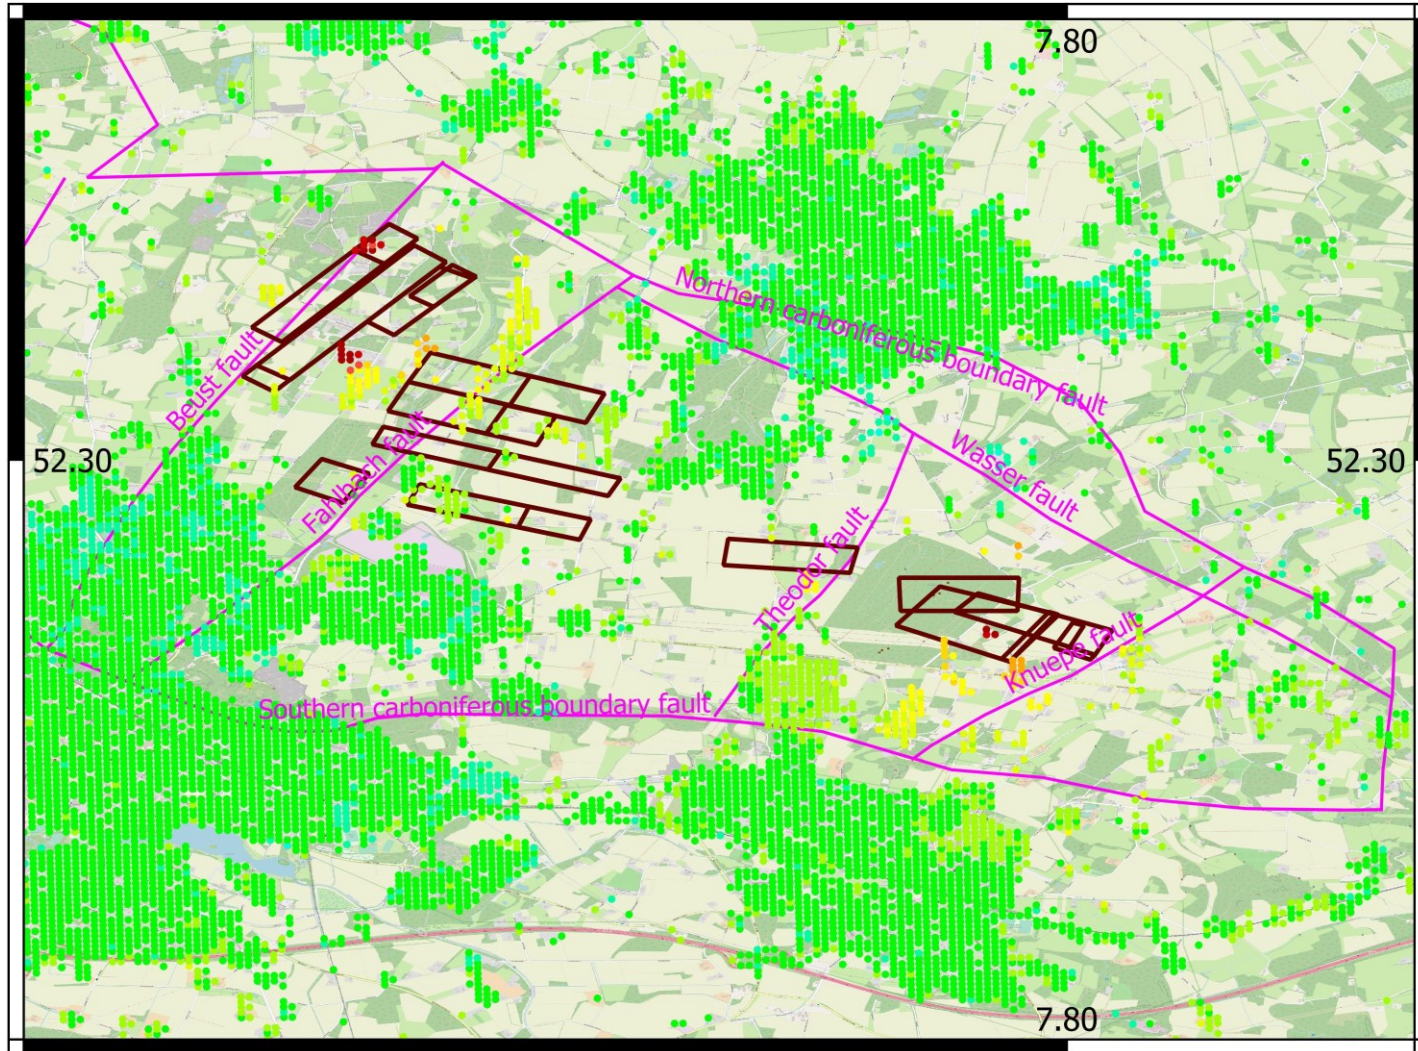 7.80
Northern carboniferous boundary fault
Beust fault
Wasser fault
52.30
52.30
Fahlbach fault
Theodor fault
Knuepe fault
Southern carboniferous boundary fault
7.80